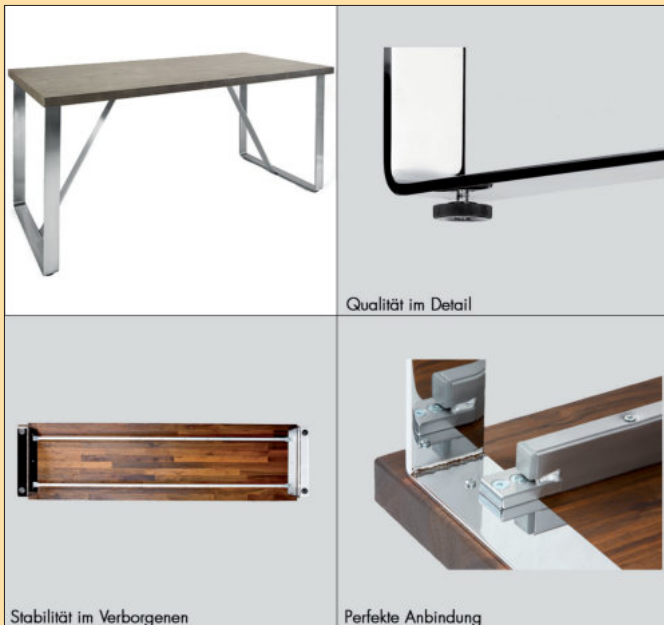 Qualität im Detail
Stabilität im Verborgenen
Perfekte Anbindung